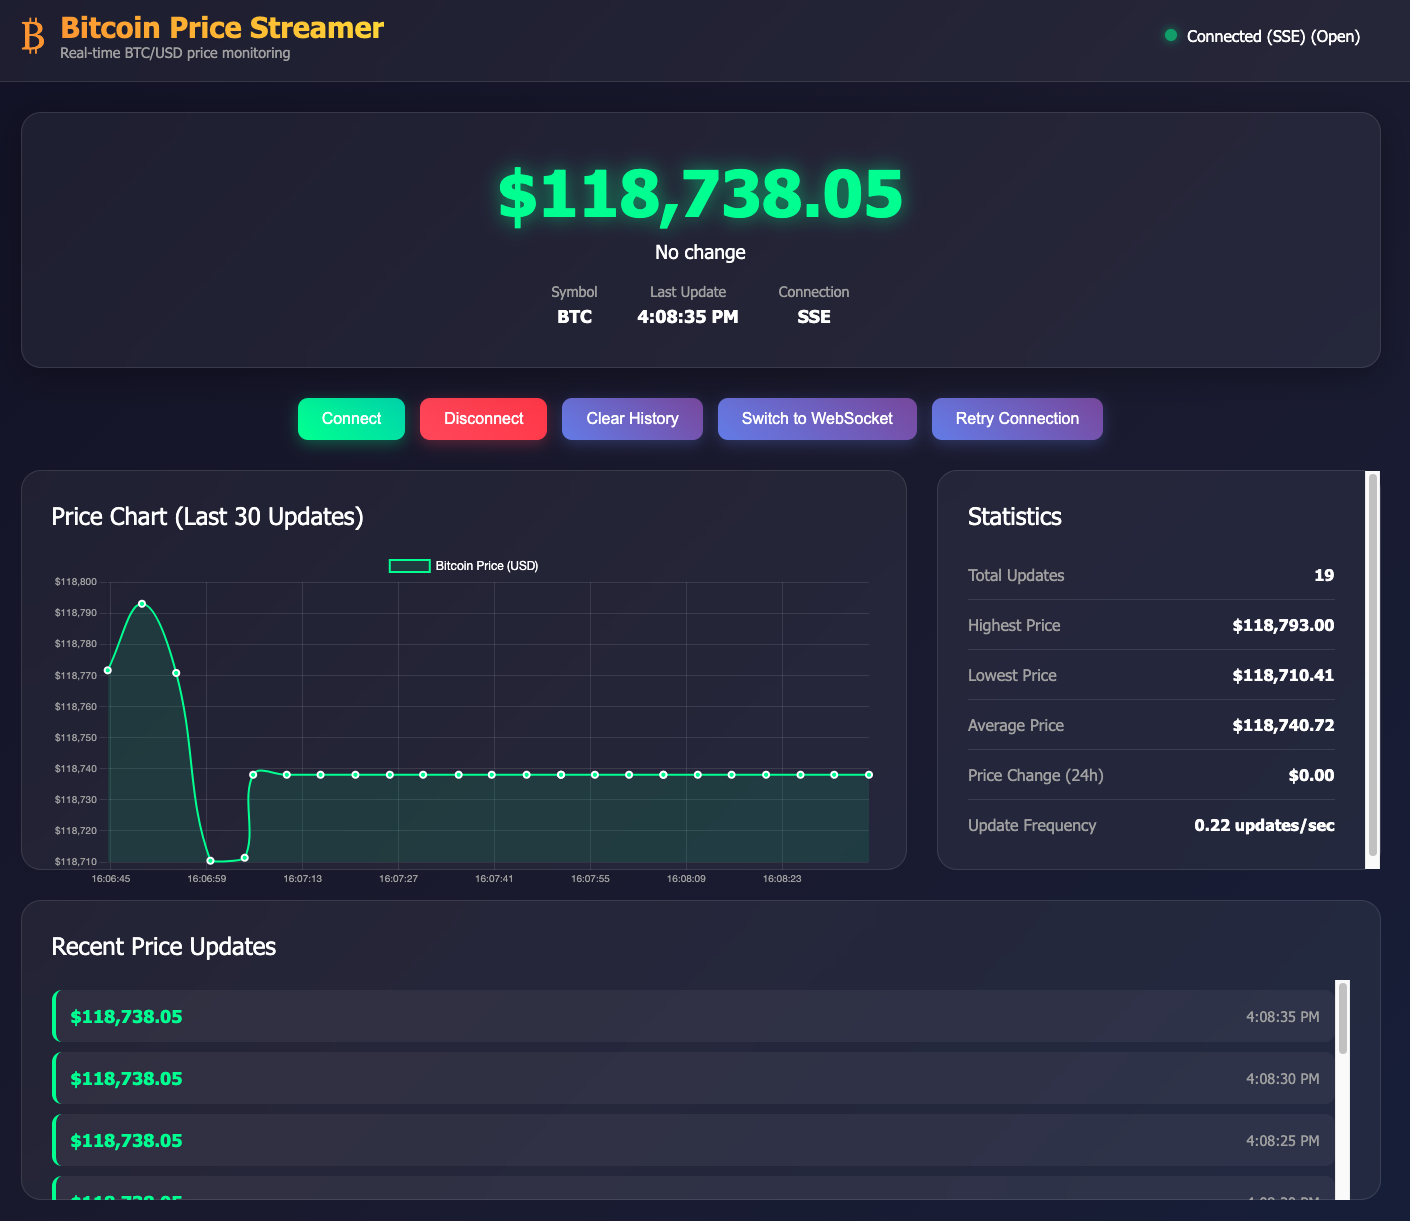 Bitcoin Price Streamer
Real-time BTC/USD price monitoring
Connected (SSE) (Open)
$118,738.05
No change
Symbol Last Update Connection
BTC 4:08:35 PM SSE
Connect Disconnect Clear History Switch to WebSocket Retry Connection
Price Chart (Last 30 Updates)
Bitcoin Price (USD)
$118,800
$118,790
$118,780
$118,770
$118,760
$118,750
$118,740
$118,730
$118,720
$118,710
16:06:45 16:06:59 16:07:13 16:07:27 16:07:41 16:07:55 16:08:09 16:08:23
Statistics
Total Updates 19
Highest Price $118,793.00
Lowest Price $118,710.41
Average Price $118,740.72
Price Change (24h) $0.00
Update Frequency 0.22 updates/sec
Recent Price Updates
$118,738.05 4:08:35 PM
$118,738.05 4:08:30 PM
$118,738.05 4:08:25 PM